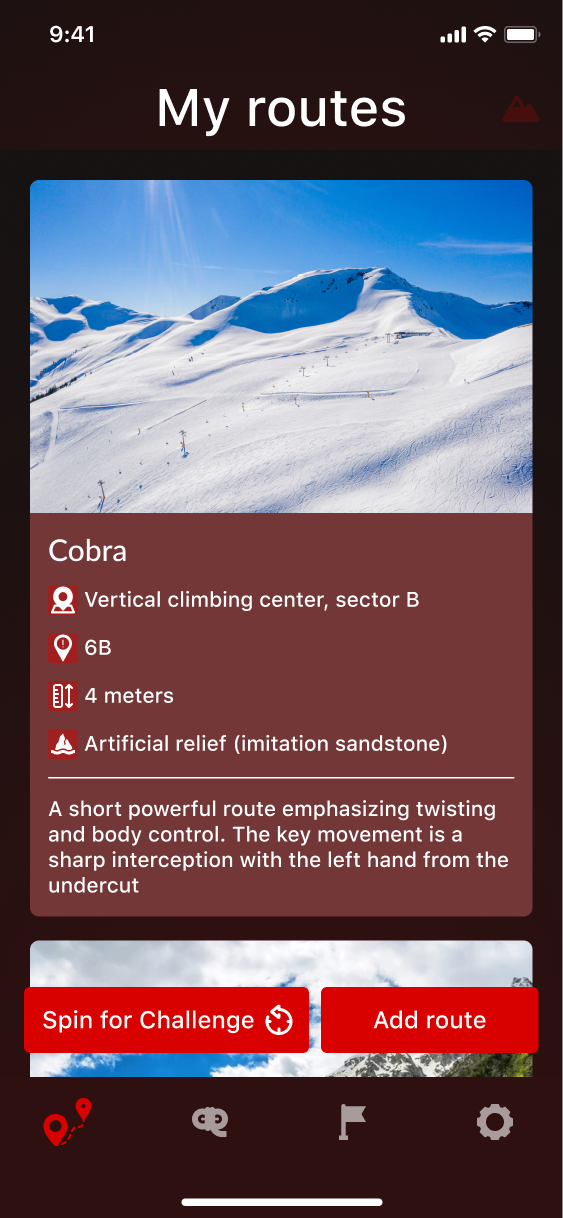 9:41
My routes
Cobra
Vertical climbing center, sector B
6B
4 meters
Artificial relief (imitation sandstone)
A short powerful route emphasizing twisting
and body control. The key movement is a
sharp interception with the left hand from the
undercut
Spin for Challenge
Add route